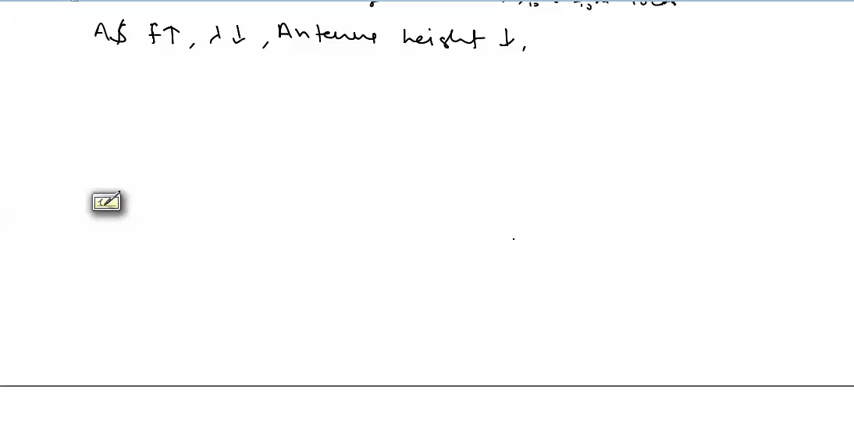 As f↑, λ↓, Antenna height ↓,